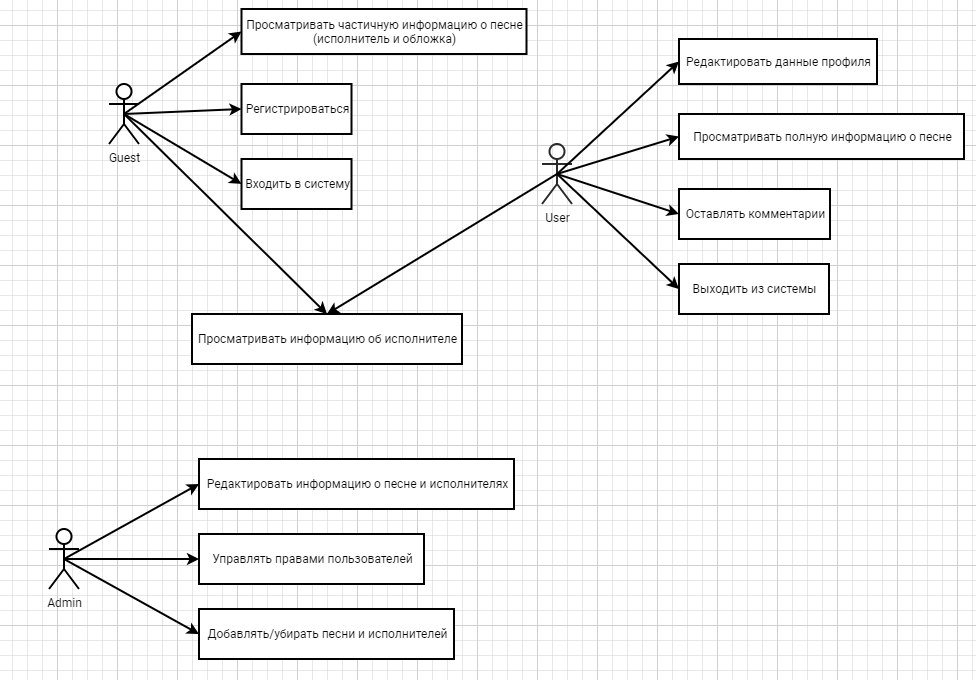 Просматривать частичную информацию о песне
(исполнитель и обложка)
Регистрироваться
Входить в систему
Guest
Просматривать информацию об исполнителе
Редактировать данные профиля
Просматривать полную информацию о песне
Оставлять комментарии
Выходить из системы
User
Редактировать информацию о песне и исполнителях
Управлять правами пользователей
Добавлять/убирать песни и исполнителей
Admin